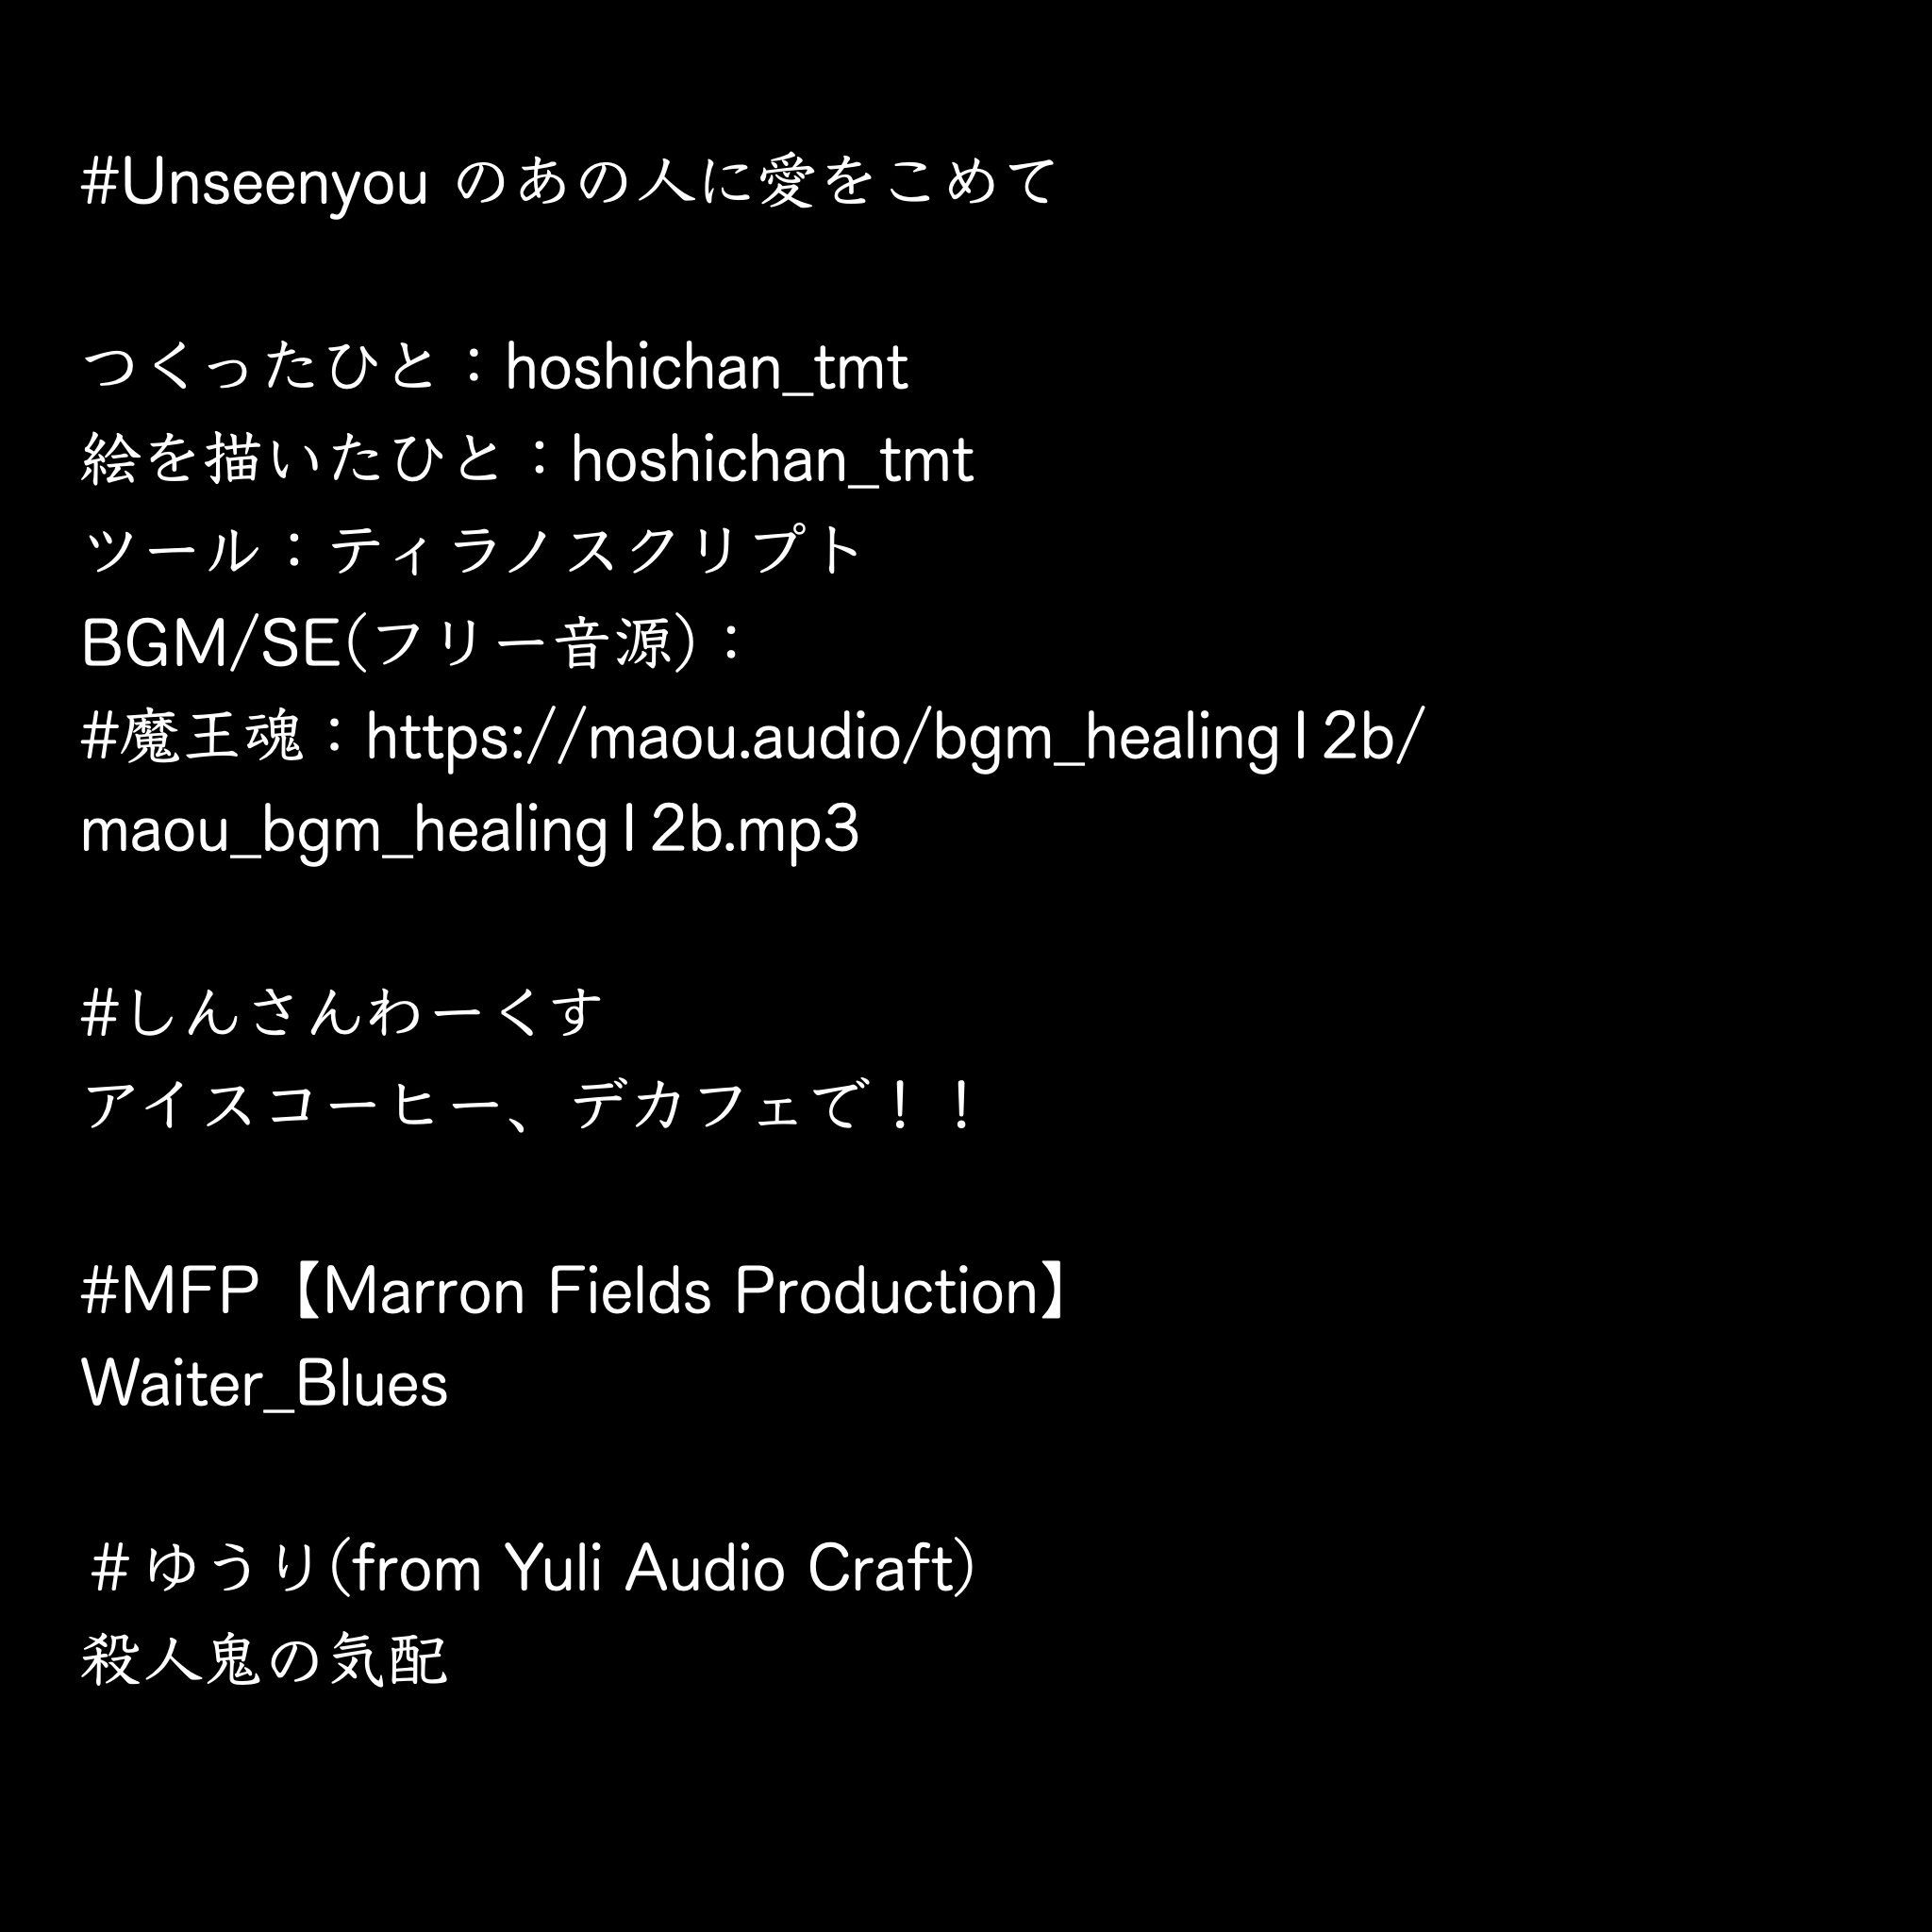 #Unseenyou のあの人に愛をこめて
つくったひと：hoshichan_tmt
絵を描いたひと：hoshichan_tmt
ツール：ティラノスクリプト
BGM/SE(フリー音源)：
#魔王魂：https://maou.audio/bgm_healing12b/
maou_bgm_healing12b.mp3
#しんさんわーくす
アイスコーヒー、デカフェで！！
#MFP【Marron Fields Production】
Waiter_Blues
＃ゆうり(from Yuli Audio Craft)
殺人鬼の気配